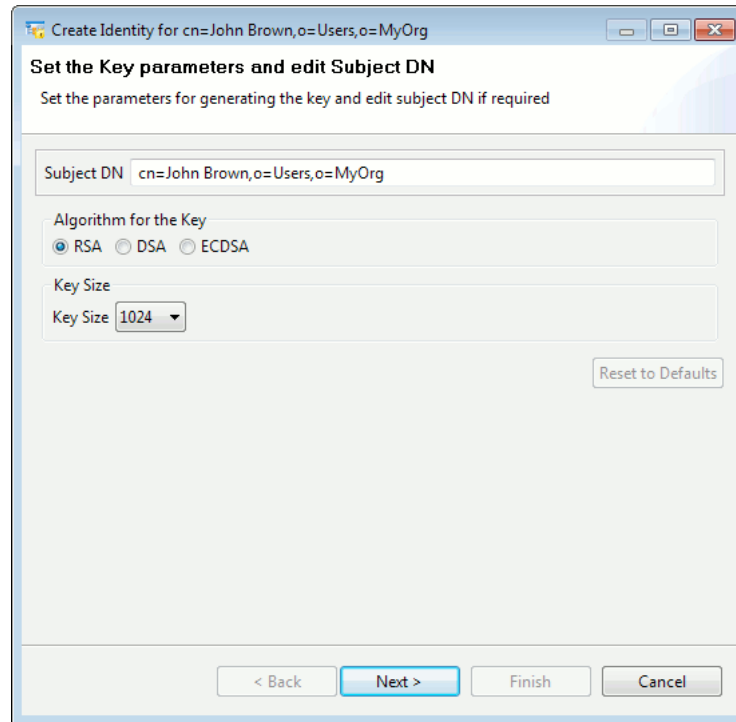 Create Identity for cn=John Brown,o=Users,o=MyOrg
Set the Key parameters and edit Subject DN
Set the parameters for generating the key and edit subject DN if required
Subject DN cn=John Brown,o=Users,o=MyOrg
Algorithm for the Key
RSA DSA ECDSA
Key Size
Key Size 1024
Reset to Defaults
< Back Next > Finish Cancel